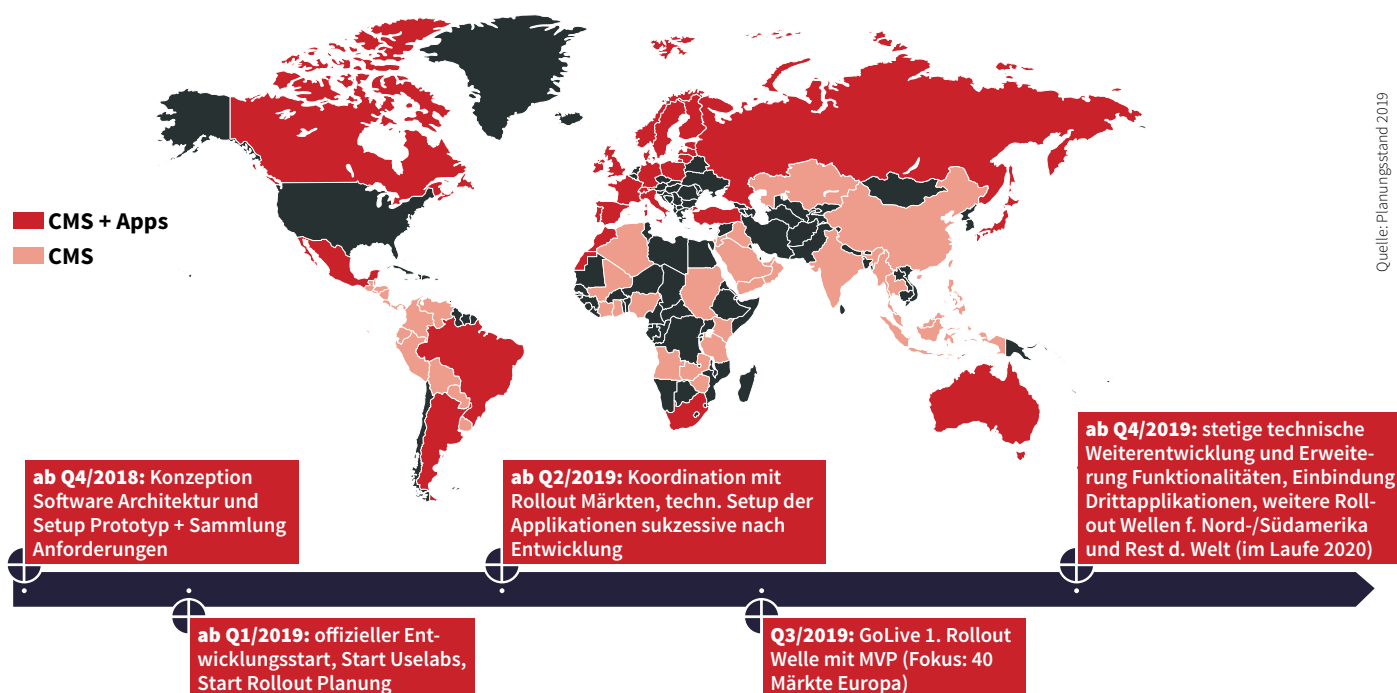 Quelle: Planungsstand 2019
CMS + Apps
CMS
ab Q4/2018: Konzeption
Software Architektur und
Setup Prototyp + Sammlung
Anforderungen
ab Q1/2019: offizieller Ent-
wicklungsstart, Start Uselabs,
Start Rollout Planung
ab Q2/2019: Koordination mit
Rollout Märkten, techn. Setup der
Applikationen sukzessive nach
Entwicklung
Q3/2019: GoLive 1. Rollout
Welle mit MVP (Fokus: 40
Märkte Europa)
ab Q4/2019: stetige technische
Weiterentwicklung und Erweite-
rung Funktionalitäten, Einbindung
Drittapplikationen, weitere Roll-
out Wellen f. Nord-/Südamerika
und Rest d. Welt (im Laufe 2020)